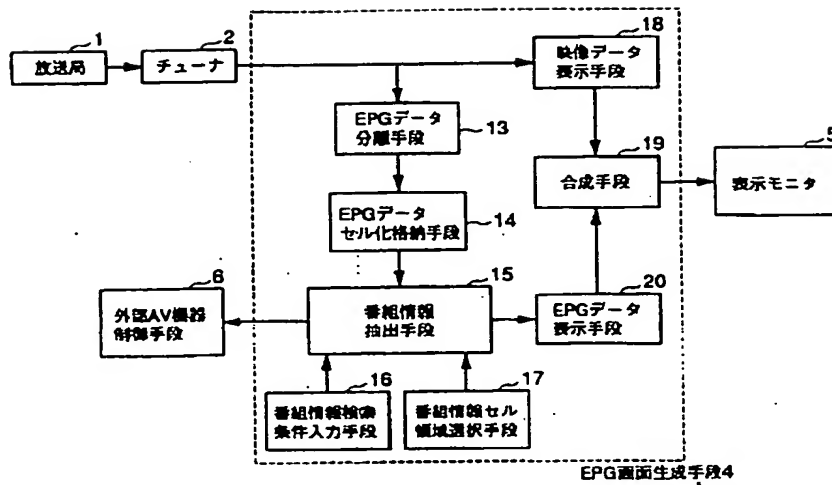 1
放送局
2
チューナ
18
映像データ
表示手段
EPGデータ
分離手段
13
19
合成手段
5
表示モニタ
EPGデータ
セル化格納手段
14
6
外部AV機器
制御手段
15
番組情報
抽出手段
20
EPGデータ
表示手段
16
番組情報検索
条件入力手段
17
番組情報セル
領域選択手段
EPG画面生成手段4